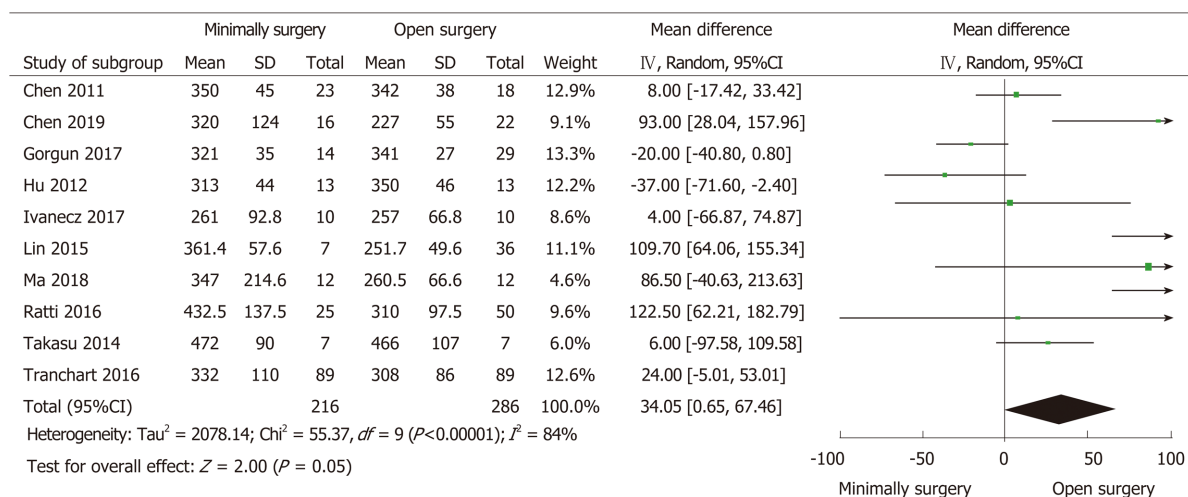 Minimally surgery Open surgery Mean difference Mean difference
Study of subgroup Mean SD Total Mean SD Total Weight Ⅳ, Random, 95%CI Ⅳ, Random, 95%CI
Chen 2011 350 45 23 342 38 18 12.9% 8.00 [-17.42, 33.42]
Chen 2019 320 124 16 227 55 22 9.1% 93.00 [28.04, 157.96]
Gorgun 2017 321 35 14 341 27 29 13.3% -20.00 [-40.80, 0.80]
Hu 2012 313 44 13 350 46 13 12.2% -37.00 [-71.60, -2.40]
Ivanecz 2017 261 92.8 10 257 66.8 10 8.6% 4.00 [-66.87, 74.87]
Lin 2015 361.4 57.6 7 251.7 49.6 36 11.1% 109.70 [64.06, 155.34]
Ma 2018 347 214.6 12 260.5 66.6 12 4.6% 86.50 [-40.63, 213.63]
Ratti 2016 432.5 137.5 25 310 97.5 50 9.6% 122.50 [62.21, 182.79]
Takasu 2014 472 90 7 466 107 7 6.0% 6.00 [-97.58, 109.58]
Tranchart 2016 332 110 89 308 86 89 12.6% 24.00 [-5.01, 53.01]
Total (95%CI) 216 286 100.0% 34.05 [0.65, 67.46]
Heterogeneity: Tau² = 2078.14; Chi² = 55.37, df = 9 (P<0.00001); I² = 84%
Test for overall effect: Z = 2.00 (P = 0.05)
-100 -50 0 50 100
Minimally surgery Open surgery